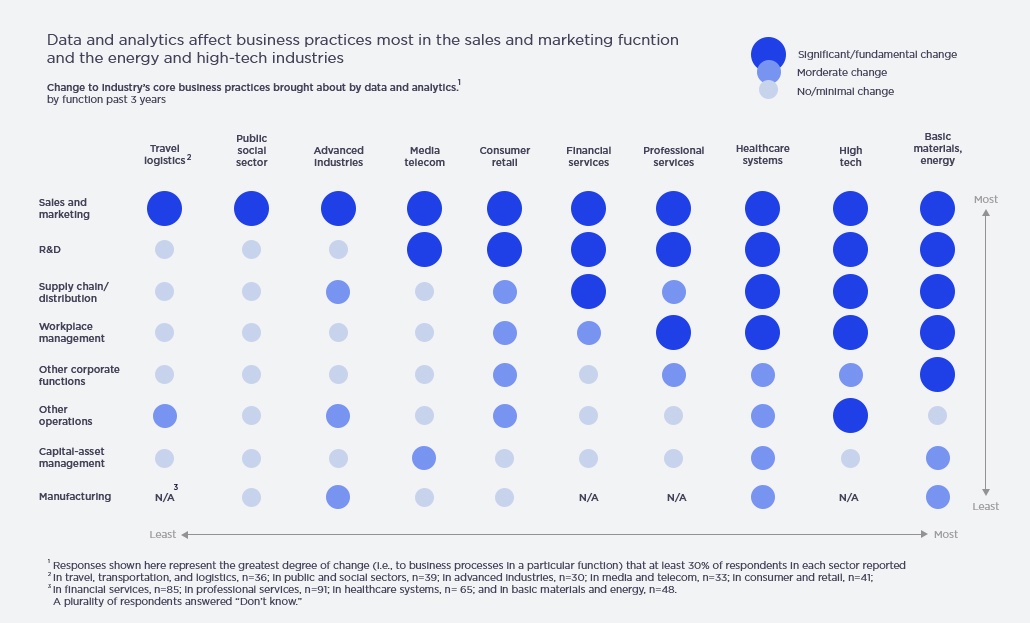 Data and analytics affect business practices most in the sales and marketing fucntion
and the energy and high-tech industries
Change to industry's core business practices brought about by data and analytics.1
by function past 3 years
Significant/fundamental change
Morderate change
No/minimal change
Travel
logistics2
Public
social
sector
Advanced
industries
Media
telecom
Consumer
retail
Financial
services
Professional
services
Healthcare
systems
High
tech
Basic
materials,
energy
Sales and
marketing
Most
R&D
Supply chain/
distribution
Workplace
management
Other corporate
functions
Other
operations
Capital-asset
management
Manufacturing
N/A3
N/A
N/A
N/A
Least
Least
Most
1 Responses shown here represent the greatest degree of change (i.e., to business processes in a particular function) that at least 30% of respondents in each sector reported
2 In travel, transportation, and logistics, n=36; in public and social sectors, n=39; in advanced industries, n=30; in media and telecom, n=33; in consumer and retail, n=41;
3 in financial services, n=85; in professional services, n=91; in healthcare systems, n= 65; and in basic materials and energy, n=48.
A plurality of respondents answered “Don't know.”